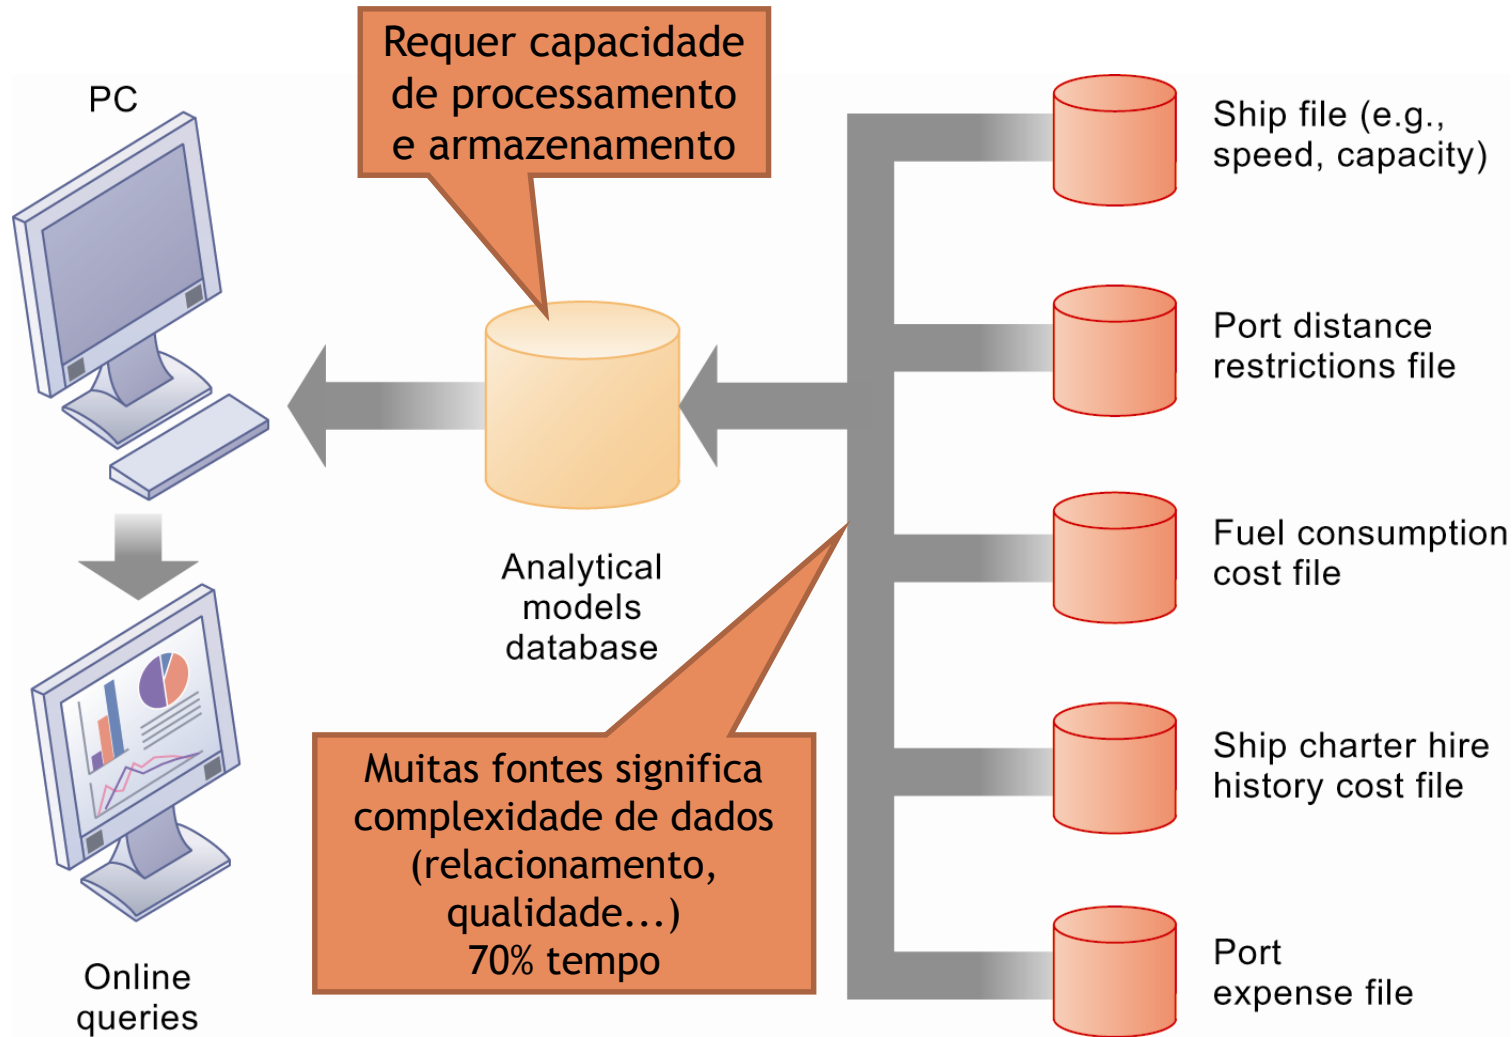 Requer capacidade
de processamento
e armazenamento
PC
Ship file (e.g.,
speed, capacity)
Port distance
restrictions file
Fuel consumption
cost file
Analytical
models
database
Ship charter hire
history cost file
Muitas fontes significa
complexidade de dados
(relacionamento,
qualidade...)
70% tempo
Port
expense file
Online
queries